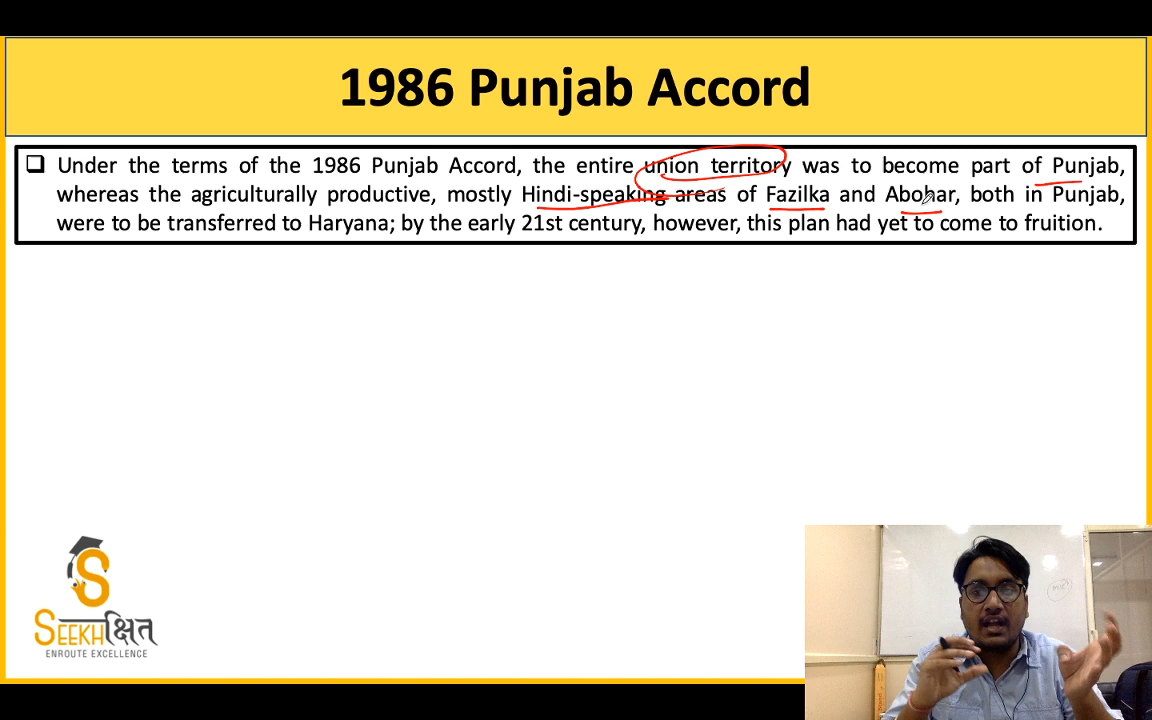 1986 Punjab Accord
❑ Under the terms of the 1986 Punjab Accord, the entire union territory was to become part of Punjab,
whereas the agriculturally productive, mostly Hindi-speaking areas of Fazilka and Abohar, both in Punjab,
were to be transferred to Haryana; by the early 21st century, however, this plan had yet to come to fruition.
SEEKHक्षित
ENROUTE EXCELLENCE